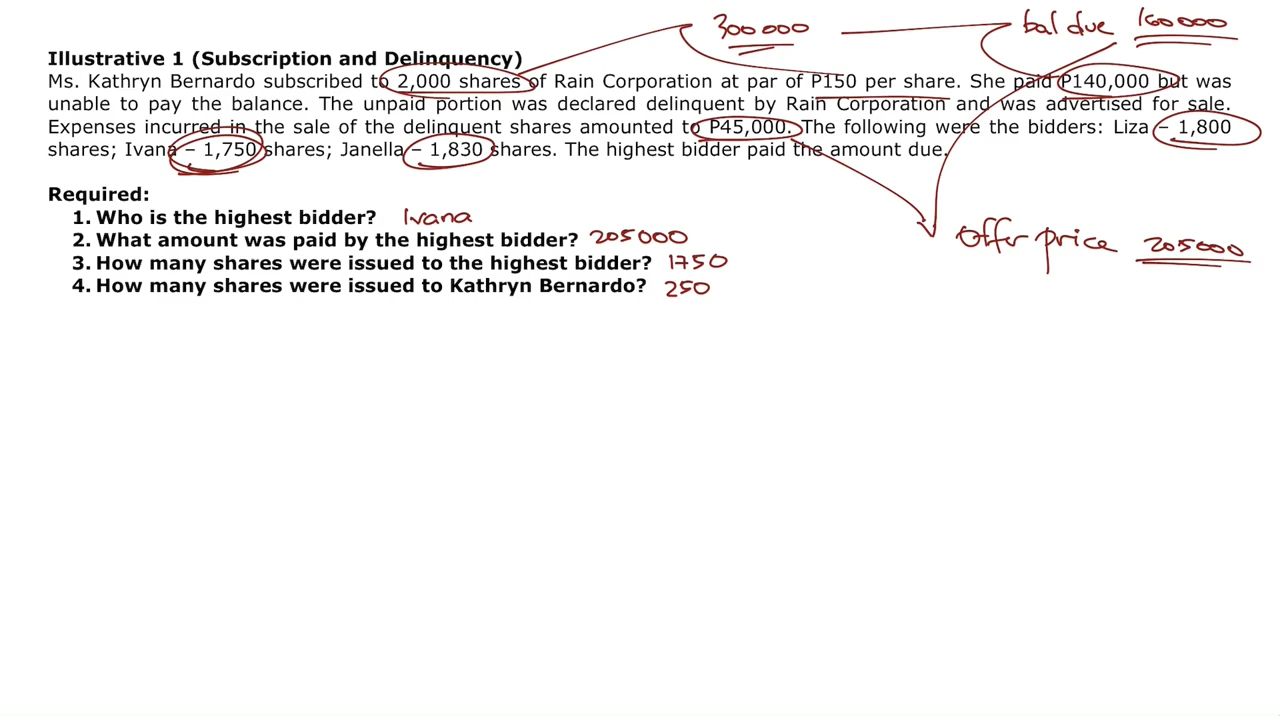 300000
bal due 160000
Illustrative 1 (Subscription and Delinquency)
Ms. Kathryn Bernardo subscribed to 2,000 shares of Rain Corporation at par of P150 per share. She paid P140,000 but was
unable to pay the balance. The unpaid portion was declared delinquent by Rain Corporation and was advertised for sale.
Expenses incurred in the sale of the delinquent shares amounted to P45,000. The following were the bidders: Liza – 1,800
shares; Ivana – 1,750 shares; Janella – 1,830 shares. The highest bidder paid the amount due.
Required:
1. Who is the highest bidder? Ivana
2. What amount was paid by the highest bidder? 205000
offer price 205000
3. How many shares were issued to the highest bidder? 1750
4. How many shares were issued to Kathryn Bernardo? 250